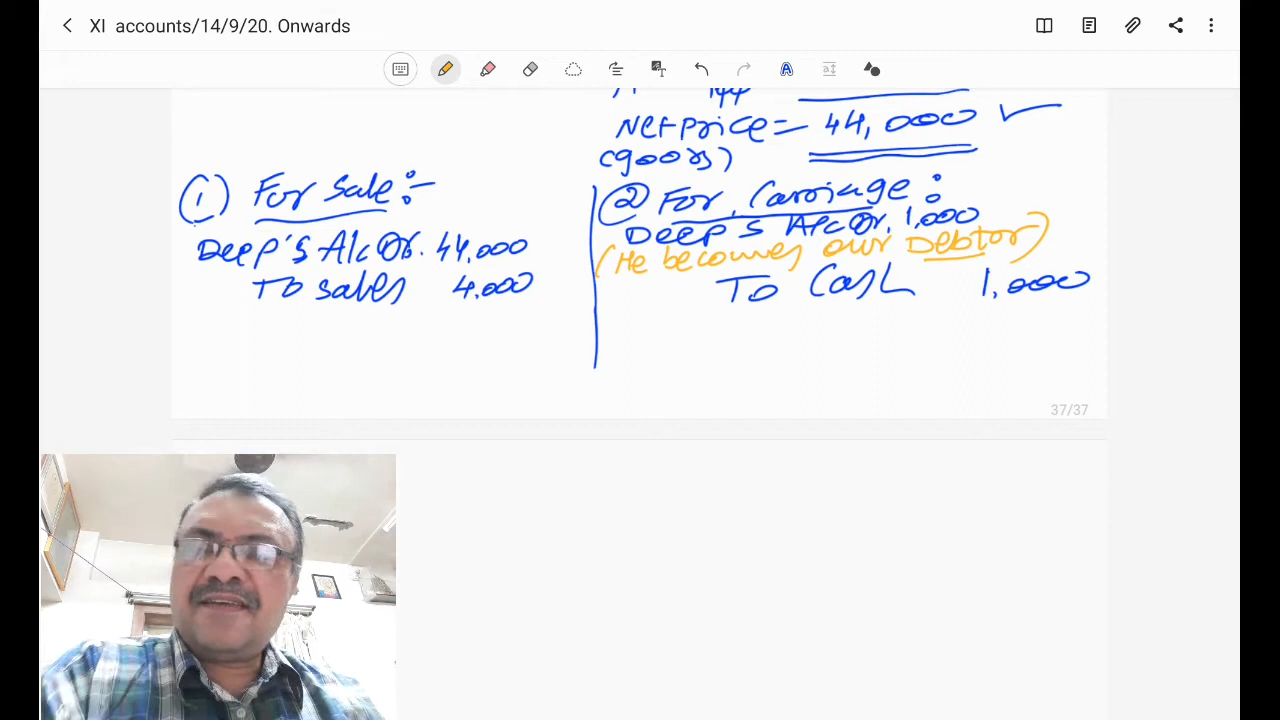 XI accounts/14/9/20. Onwards
Net Price = 44,000
(goods)
(1) For Sale :-
Deep's A/c Dr. 44,000
To Sales 4,000
(2) For Carriage :
Deep's A/c Dr. 1,000
(He becomes our Debtor)
To Cash 1,000
37/37